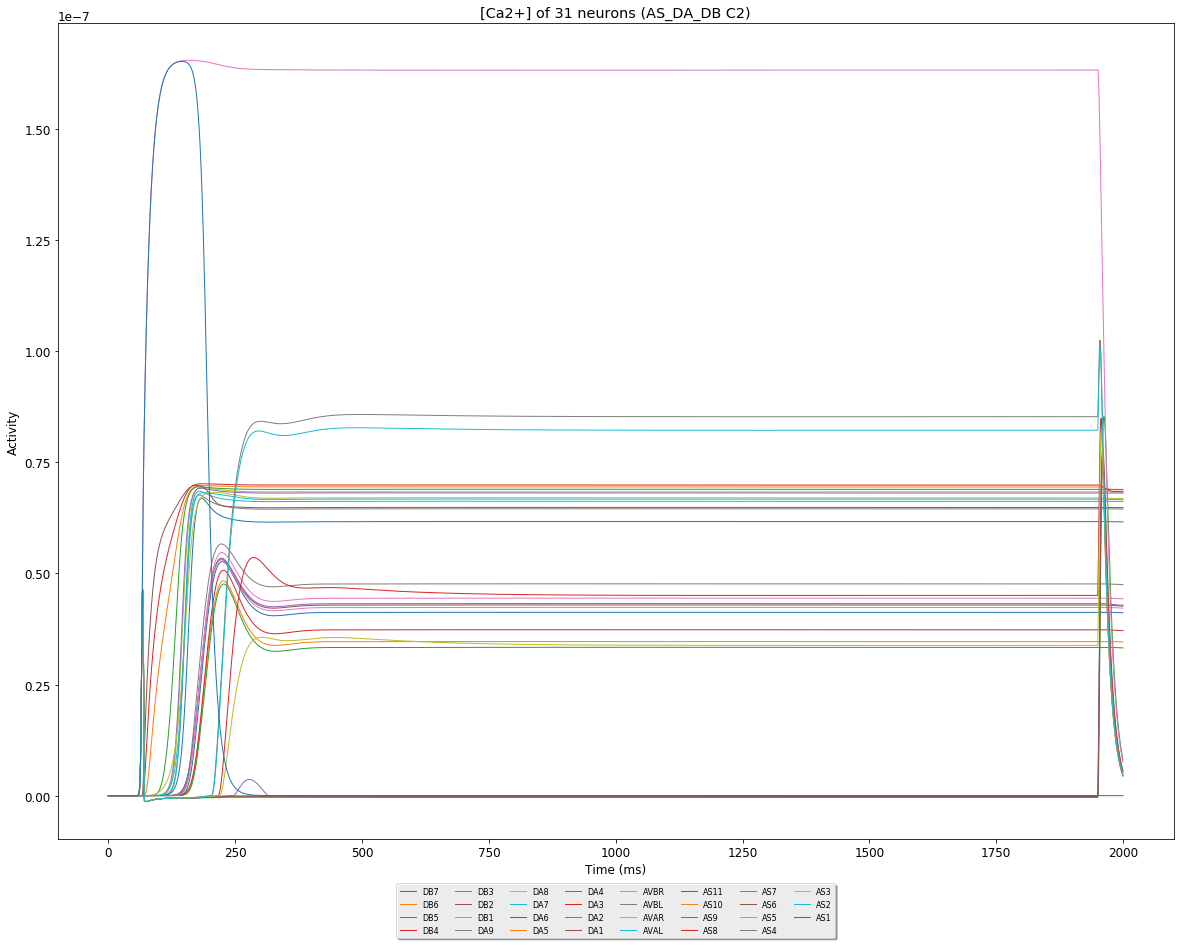 [Ca2+] of 31 neurons (AS_DA_DB C2)
1e−7
1.50
1.25
1.00
0.75
0.50
0.25
0.00
Activity
0 250 500 750 1000 1250 1500 1750 2000
Time (ms)
DB7 DB3 DA8 DA4 AVBR AS11 AS7 AS3
DB6 DB2 DA7 DA3 AVBL AS10 AS6 AS2
DB5 DB1 DA6 DA2 AVAR AS9 AS5 AS1
DB4 DA9 DA5 DA1 AVAL AS8 AS4